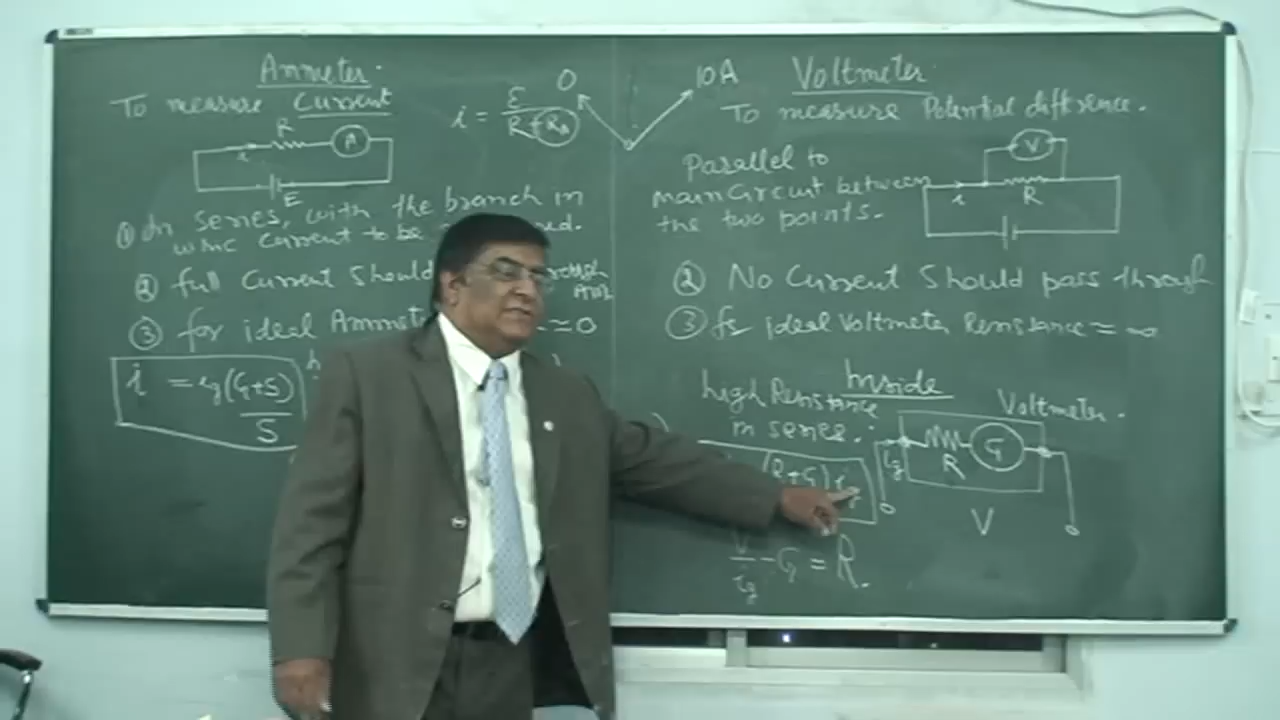 Ammeter.
To measure Current
R
A
i
E
i = ε / R + R_A
0
10A
① In series, with the branch in
current to be
② full Current should
③ for ideal Ammeter ≈ 0
i = ig(G+S) / S
Voltmeter
To measure Potential difference.
Parallel to
main Circuit between
the two points.
V
i
R
② No Current Should pass through
③ for ideal Voltmeter Resistance ≈ ∞
Inside
high Resistance
in series.
Voltmeter.
ig
R
G
V
(R+G) ig
V / ig - G = R.